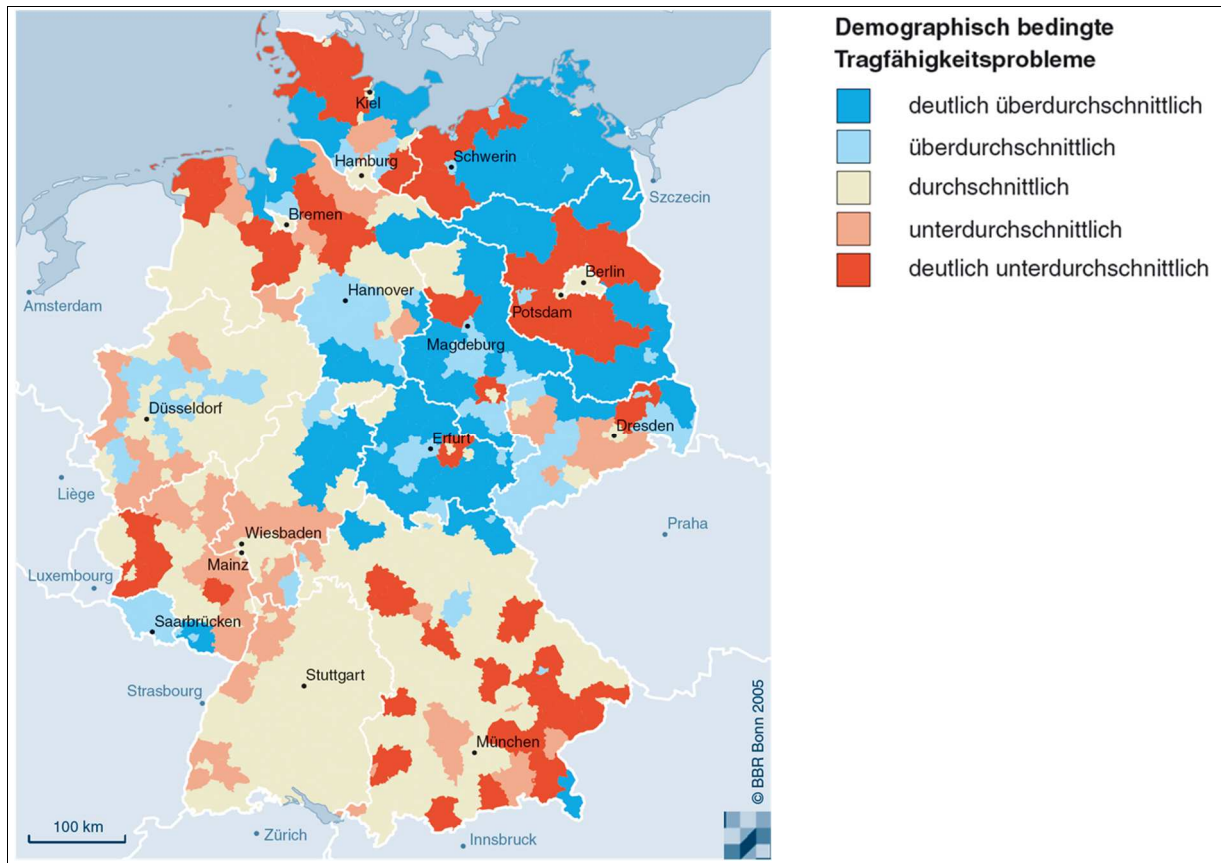 Demographisch bedingte
Tragfähigkeitsprobleme
deutlich überdurchschnittlich
überdurchschnittlich
durchschnittlich
unterdurchschnittlich
deutlich unterdurchschnittlich
Kiel
Hamburg
Schwerin
Szczecin
Bremen
Amsterdam
Hannover
Berlin
Potsdam
Magdeburg
Düsseldorf
Erfurt
Dresden
Liège
Praha
Wiesbaden
Mainz
Luxembourg
Saarbrücken
Stuttgart
Strasbourg
München
100 km
Zürich
Innsbruck
© BBR Bonn 2005